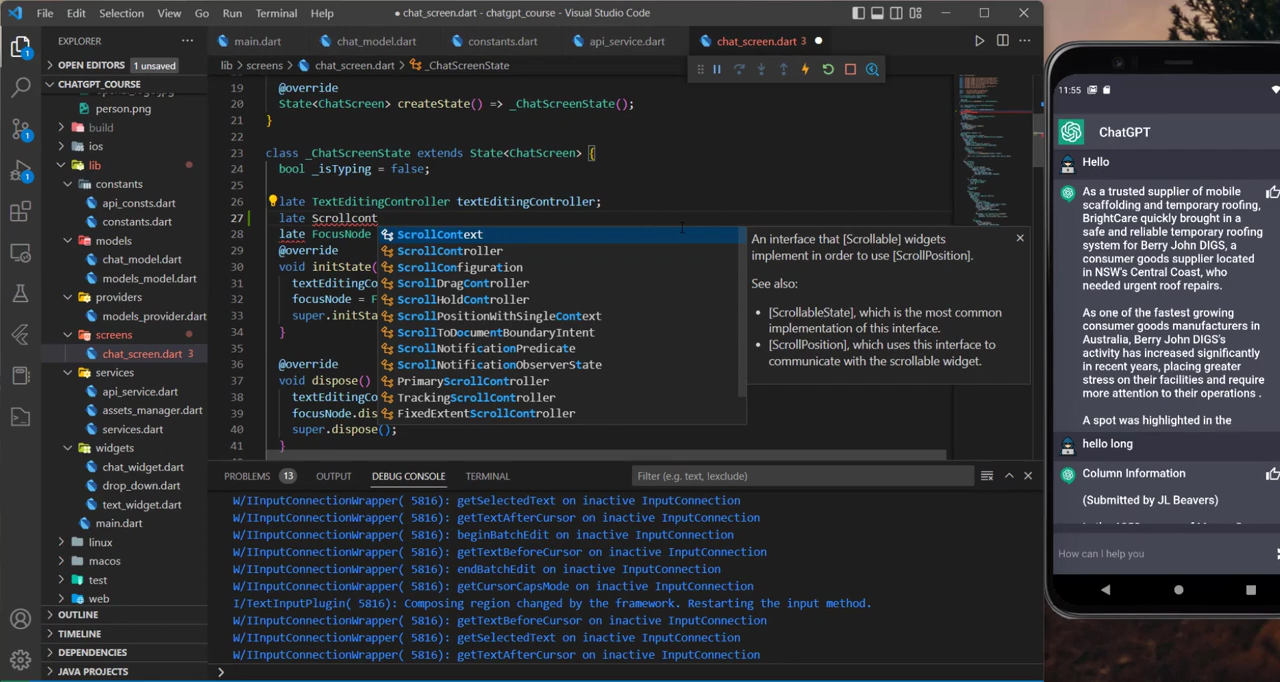 File Edit Selection View Go Run Terminal Help
● chat_screen.dart - chatgpt_course - Visual Studio Code
EXPLORER
OPEN EDITORS 1 unsaved
CHATGPT_COURSE
person.png
build
ios
lib
constants
api_consts.dart
constants.dart
models
chat_model.dart
models_model.dart
providers
models_provider.dart
screens
chat_screen.dart 3
services
api_service.dart
assets_manager.dart
services.dart
widgets
chat_widget.dart
drop_down.dart
text_widget.dart
main.dart
linux
macos
test
web
OUTLINE
TIMELINE
DEPENDENCIES
JAVA PROJECTS
main.dart
chat_model.dart
constants.dart
api_service.dart
chat_screen.dart 3
lib > screens > chat_screen.dart > _ChatScreenState
19 @override
20 State<ChatScreen> createState() => _ChatScreenState();
21 }
22
23 class _ChatScreenState extends State<ChatScreen> {
24 bool _isTyping = false;
25
26 late TextEditingController textEditingController;
27 late Scrollcont
28 late FocusNode
29 @override
30 void initState(
31 textEditingCo
32 focusNode = F
33 super.initSta
34 }
35
36 @override
37 void dispose()
38 textEditingCo
39 focusNode.dis
40 super.dispose();
41 }
ScrollContext
ScrollController
ScrollConfiguration
ScrollDragController
ScrollHoldController
ScrollPositionWithSingleContext
ScrollToDocumentBoundaryIntent
ScrollNotificationPredicate
ScrollNotificationObserverState
PrimaryScrollController
TrackingScrollController
FixedExtentScrollController
An interface that [Scrollable] widgets
implement in order to use [ScrollPosition].
See also:
• [ScrollableState], which is the most common
implementation of this interface.
• [ScrollPosition], which uses this interface to
communicate with the scrollable widget.
PROBLEMS 13 OUTPUT DEBUG CONSOLE TERMINAL
Filter (e.g. text, !exclude)
W/IInputConnectionWrapper( 5816): getSelectedText on inactive InputConnection
W/IInputConnectionWrapper( 5816): getTextAfterCursor on inactive InputConnection
W/IInputConnectionWrapper( 5816): beginBatchEdit on inactive InputConnection
W/IInputConnectionWrapper( 5816): getTextBeforeCursor on inactive InputConnection
W/IInputConnectionWrapper( 5816): endBatchEdit on inactive InputConnection
W/IInputConnectionWrapper( 5816): getCursorCapsMode on inactive InputConnection
I/TextInputPlugin( 5816): Composing region changed by the framework. Restarting the input method.
W/IInputConnectionWrapper( 5816): getTextBeforeCursor on inactive InputConnection
W/IInputConnectionWrapper( 5816): getSelectedText on inactive InputConnection
W/IInputConnectionWrapper( 5816): getTextAfterCursor on inactive InputConnection
11:55
ChatGPT
Hello
As a trusted supplier of mobile
scaffolding and temporary roofing,
BrightCare quickly brought in a
safe and reliable temporary roofing
system for Berry John DIGS, a
consumer goods supplier located
in NSW's Central Coast, who
needed urgent roof repairs.
As one of the fastest growing
consumer goods manufacturers in
Australia, Berry John DIGS's
activity has increased significantly
in recent years, placing greater
stress on their facilities and require
more attention to their operations .
A spot was highlighted in the
hello long
Column Information
(Submitted by JL Beavers)
How can I help you